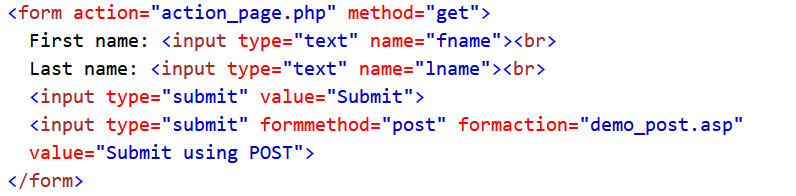 <form action="action_page.php" method="get">
First name: <input type="text" name="fname"><br>
Last name: <input type="text" name="lname"><br>
<input type="submit" value="Submit">
<input type="submit" formmethod="post" formaction="demo_post.asp"
value="Submit using POST">
</form>